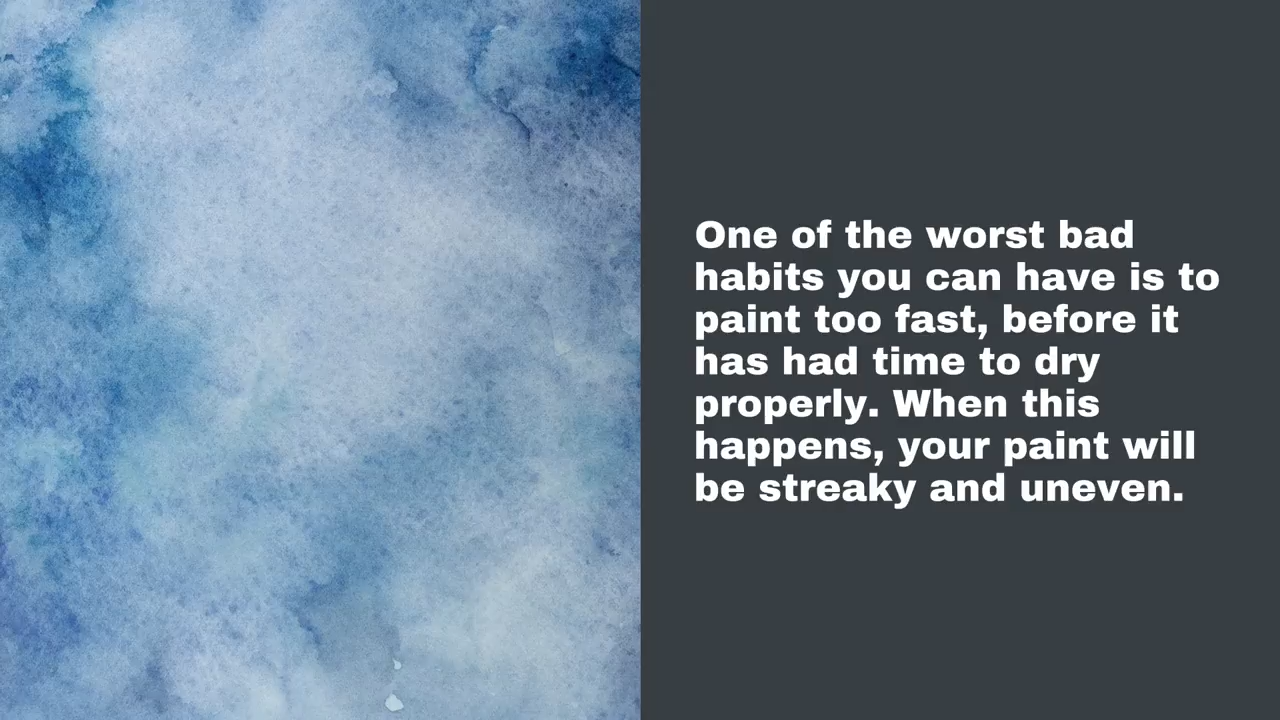 One of the worst bad
habits you can have is to
paint too fast, before it
has had time to dry
properly. When this
happens, your paint will
be streaky and uneven.